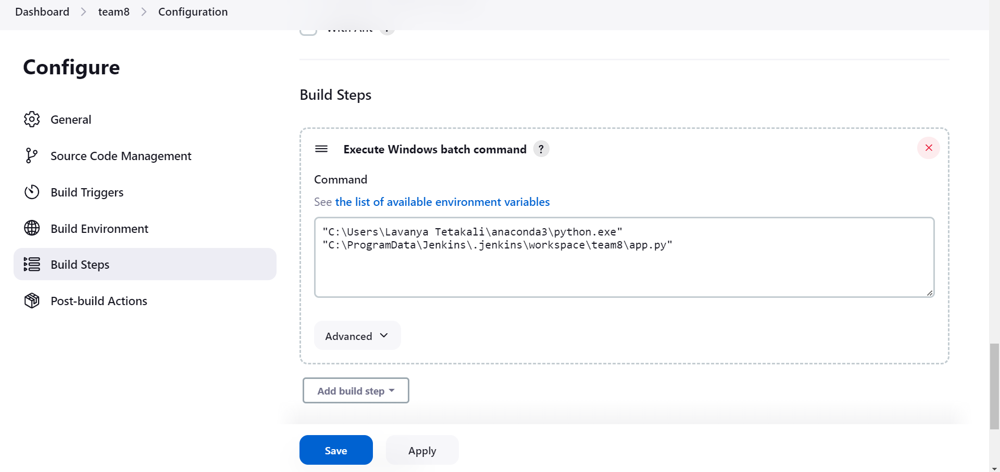 Dashboard > team8 > Configuration
With Ant ?
Configure
General
Source Code Management
Build Triggers
Build Environment
Build Steps
Post-build Actions
Build Steps
Execute Windows batch command ?
Command
See the list of available environment variables
"C:\Users\Lavanya Tetakali\anaconda3\python.exe"
"C:\ProgramData\Jenkins\.jenkins\workspace\team8\app.py"
Advanced
Add build step
Save
Apply